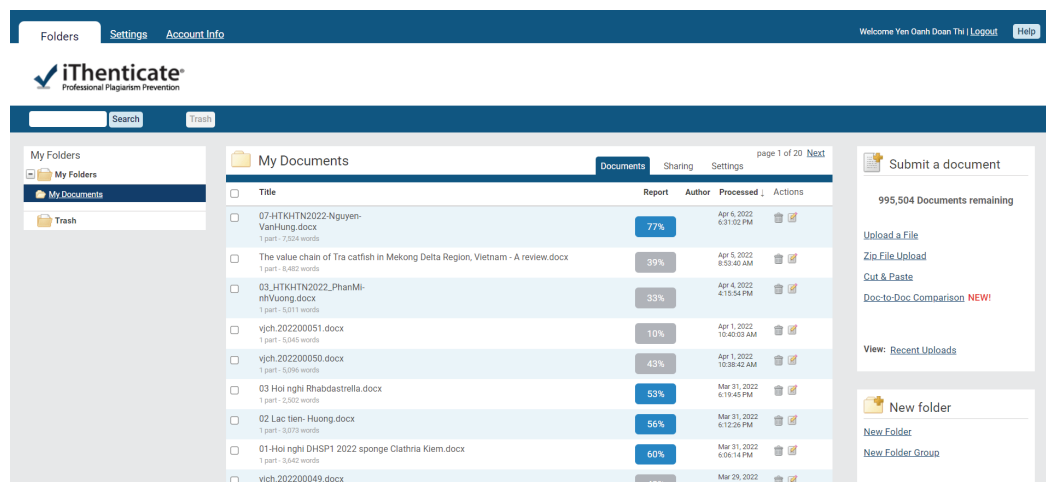 Folders Settings Account Info Welcome Yen Oanh Doan Thi | Logout Help
iThenticate®
Professional Plagiarism Prevention
Search Trash
My Folders
My Folders
My Documents
Trash
My Documents
page 1 of 20 Next
Documents Sharing Settings
Title Report Author Processed ↓ Actions
07-HTKHTN2022-Nguyen-
VanHung.docx
1 part - 7,524 words
77%
Apr 6, 2022
6:31:02 PM
The value chain of Tra catfish in Mekong Delta Region, Vietnam - A review.docx
1 part - 8,482 words
39%
Apr 5, 2022
8:53:40 AM
03_HTKHTN2022_PhanMi-
nhVuong.docx
1 part - 5,011 words
33%
Apr 4, 2022
4:15:54 PM
vjch.202200051.docx
1 part - 5,045 words
10%
Apr 1, 2022
10:40:03 AM
vjch.202200050.docx
1 part - 5,096 words
43%
Apr 1, 2022
10:38:42 AM
03 Hoi nghi Rhabdastrella.docx
1 part - 2,502 words
53%
Mar 31, 2022
6:19:45 PM
02 Lac tien- Huong.docx
1 part - 3,073 words
56%
Mar 31, 2022
6:12:26 PM
01-Hoi nghi DHSP1 2022 sponge Clathria Kiem.docx
1 part - 3,642 words
60%
Mar 31, 2022
6:06:14 PM
vjch.202200049.docx
Mar 29, 2022
Submit a document
995,504 Documents remaining
Upload a File
Zip File Upload
Cut & Paste
Doc-to-Doc Comparison NEW!
View: Recent Uploads
New folder
New Folder
New Folder Group